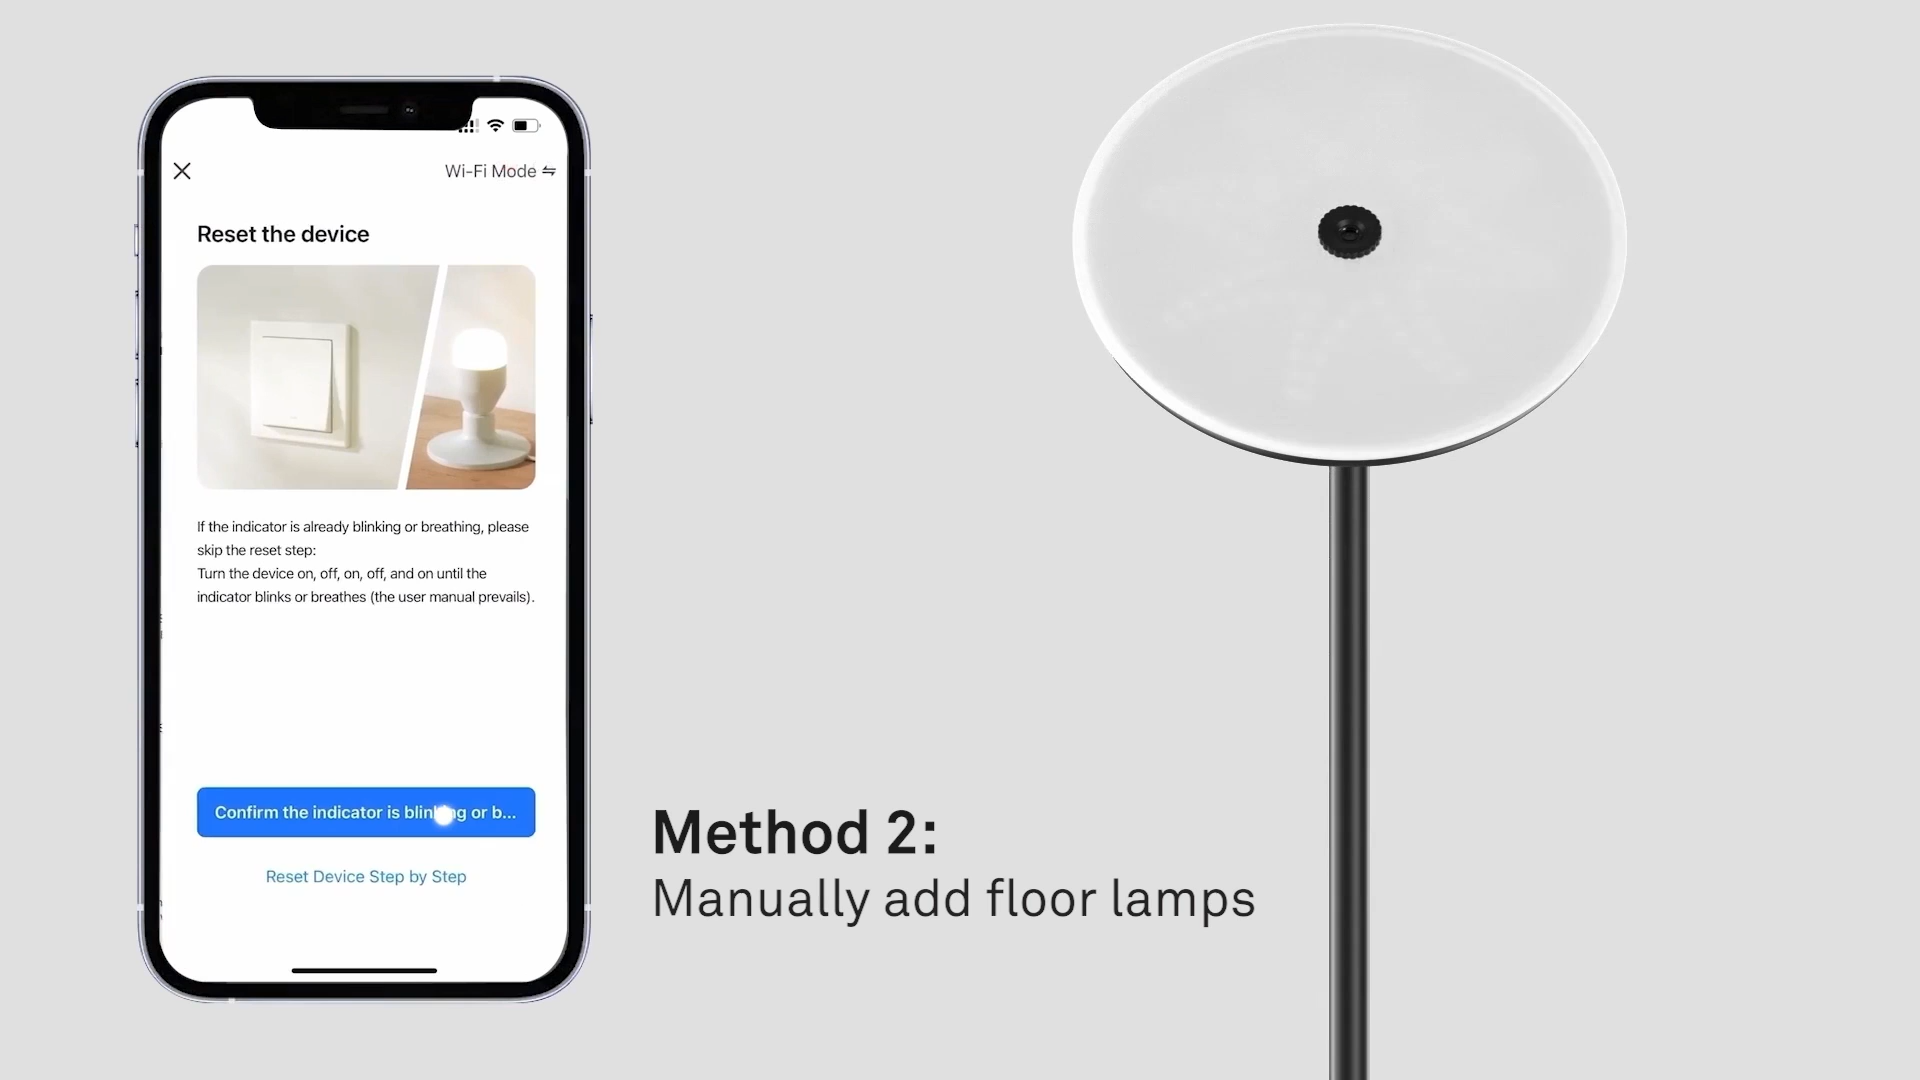 Wi-Fi Mode ⇋
Reset the device
If the indicator is already blinking or breathing, please
skip the reset step:
Turn the device on, off, on, off, and on until the
indicator blinks or breathes (the user manual prevails).
Confirm the indicator is blinking or b...
Reset Device Step by Step
Method 2:
Manually add floor lamps